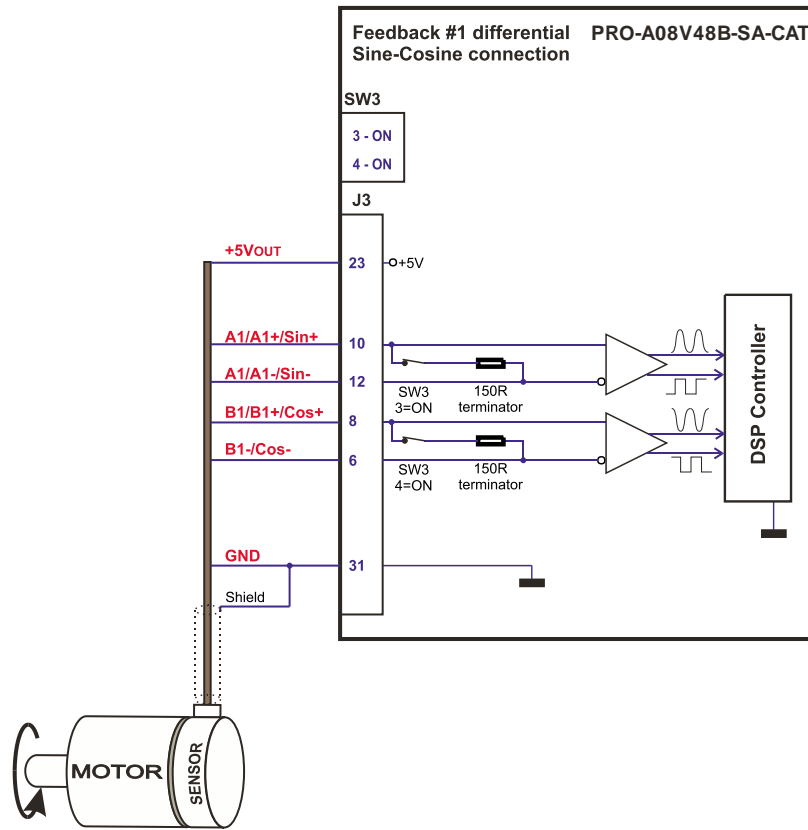 Feedback #1 differential PRO-A08V48B-SA-CAT
Sine-Cosine connection
SW3
3 - ON
4 - ON
J3
+5VOUT
23
+5V
A1/A1+/Sin+
10
A1/A1-/Sin-
12
SW3
3=ON
150R
terminator
B1/B1+/Cos+
8
B1-/Cos-
6
SW3
4=ON
150R
terminator
DSP Controller
GND
31
Shield
MOTOR
SENSOR